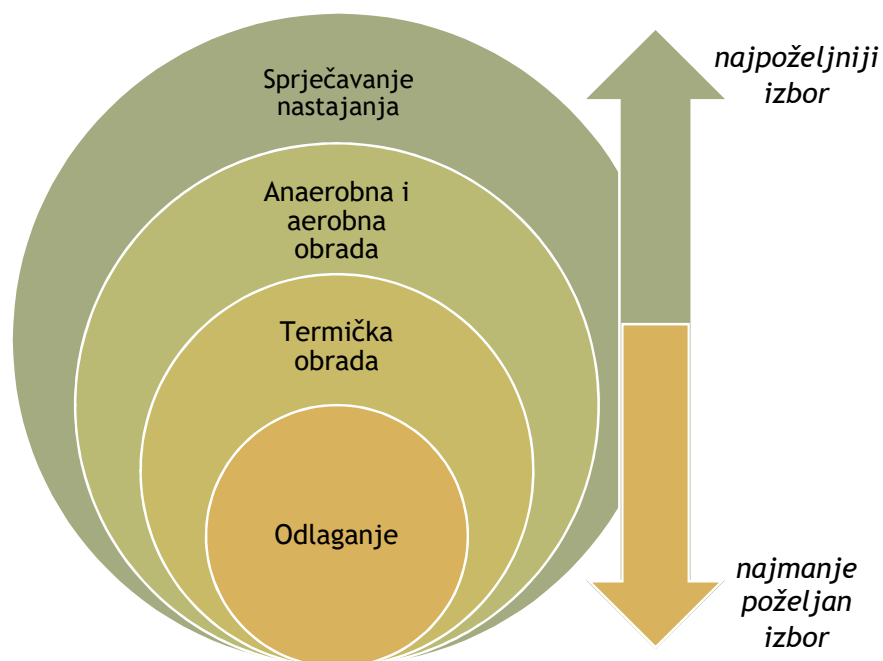 Sprječavanje
nastajanja
najpoželjniji
izbor
Anaerobna i
aerobna
obrada
Termička
obrada
Odlaganje
najmanje
poželjan
izbor